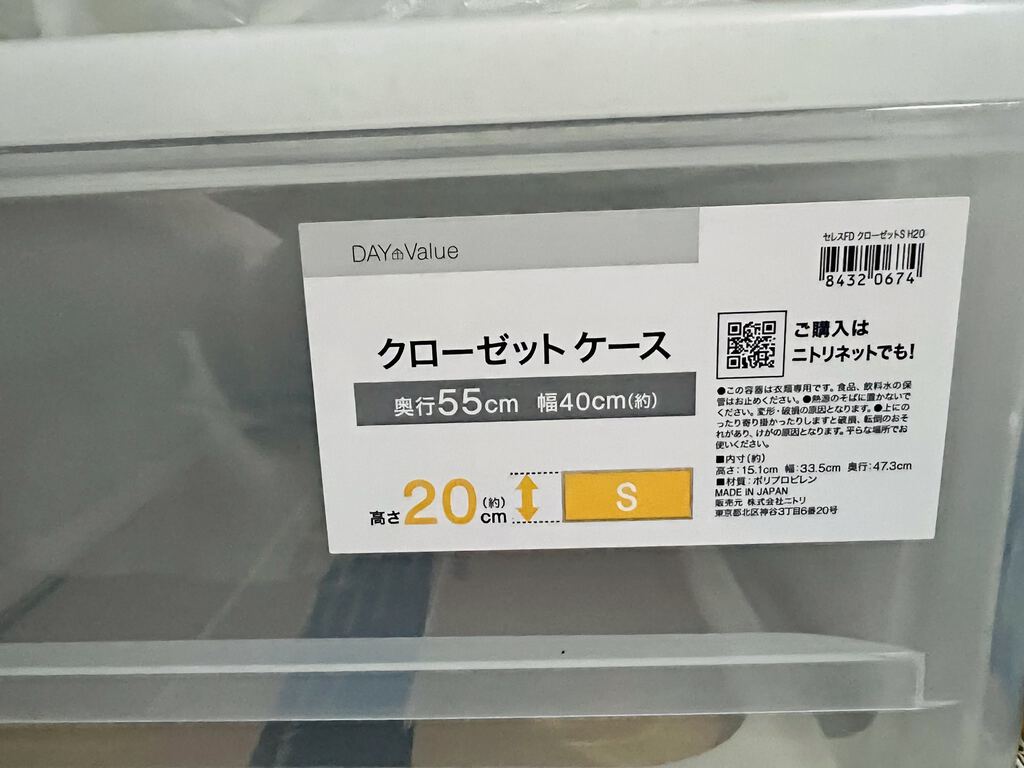 DAY Value
クローゼット ケース
奥行55cm 幅40cm(約)
高さ20(約)cm
S
セレスFD クローゼットS H20
8432 0674
ご購入は
ニトリネットでも!
●この容器は衣類専用です。食品、飲料水の保
管はお止めください。●熱源のそばに置かないで
ください。変形・破損の原因となります。●上にの
ったり寄り掛かったりしますと破損、転倒のおそ
れがあり、けがの原因となります。平らな場所でお
使いください。
■内寸(約)
高さ:15.1cm 幅:33.5cm 奥行:47.3cm
■材質:ポリプロピレン
MADE IN JAPAN
販売元 株式会社ニトリ
東京都北区神谷3丁目6番20号